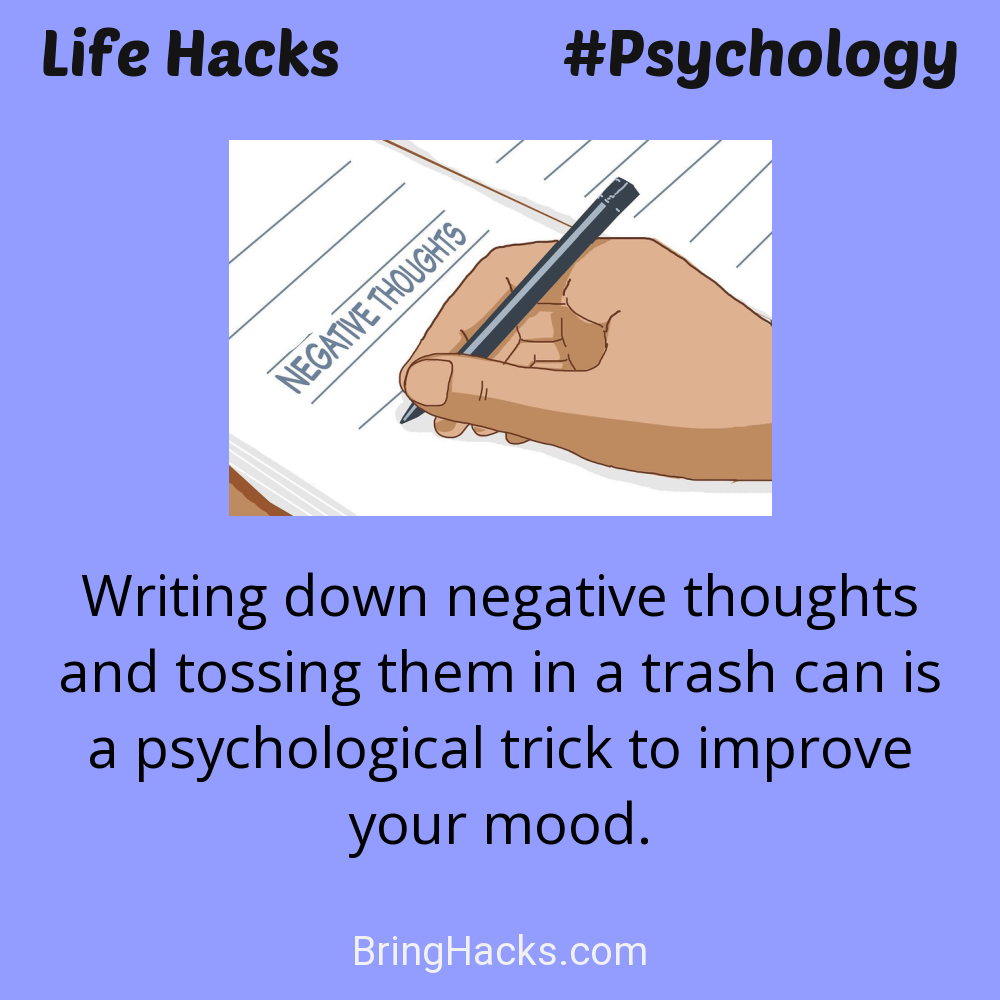 Life Hacks #Psychology
NEGATIVE THOUGHTS
Writing down negative thoughts
and tossing them in a trash can is
a psychological trick to improve
your mood.
BringHacks.com